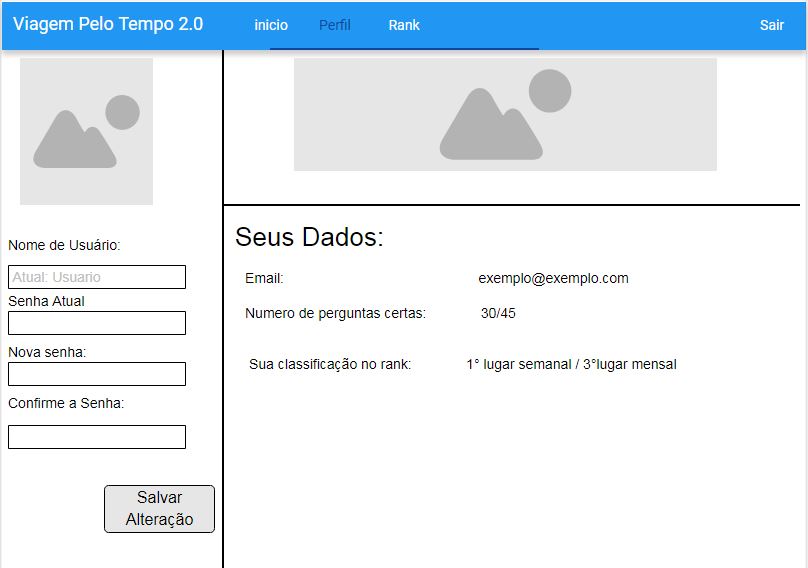 Viagem Pelo Tempo 2.0 inicio Perfil Rank Sair
Nome de Usuário:
Atual: Usuario
Senha Atual
Nova senha:
Confirme a Senha:
Salvar
Alteração
Seus Dados:
Email: exemplo@exemplo.com
Numero de perguntas certas: 30/45
Sua classificação no rank: 1° lugar semanal / 3°lugar mensal